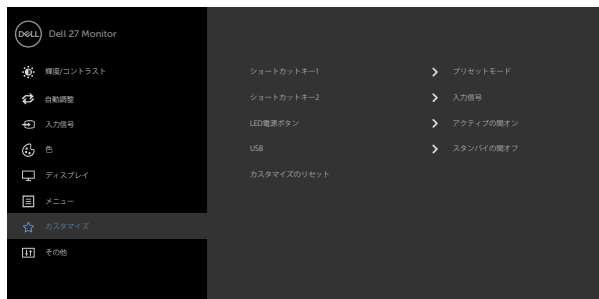 DELL Dell 27 Monitor
輝度/コントラスト
自動調整
入力信号
色
ディスプレイ
メニュー
カスタマイズ
その他
ショートカットキー1 プリセットモード
ショートカットキー2 入力信号
LED電源ボタン アクティブの間オン
USB スタンバイの間オフ
カスタマイズのリセット